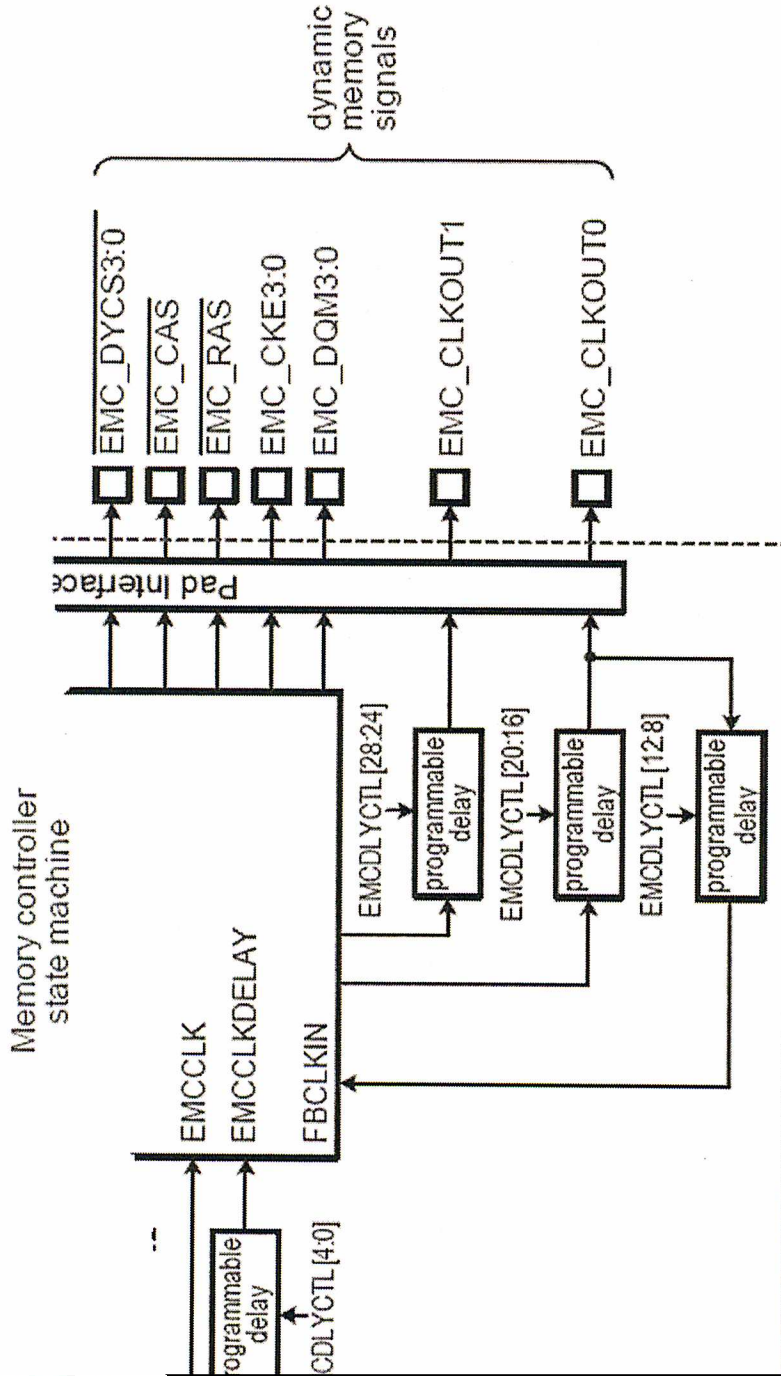 Memory controller
state machine
EMCCLK
EMCCLKDELAY
FBCLKIN
rogrammable
delay
CDLYCTL[4:0]
Pad Interface
EMC_DYCS3:0
EMC_CAS
EMC_RAS
EMC_CKE3:0
EMC_DQM3:0
EMC_CLKOUT1
EMC_CLKOUT0
dynamic
memory
signals
EMCDLYCTL[28:24]
programmable
delay
EMCDLYCTL[20:16]
programmable
delay
EMCDLYCTL[12:8]
programmable
delay